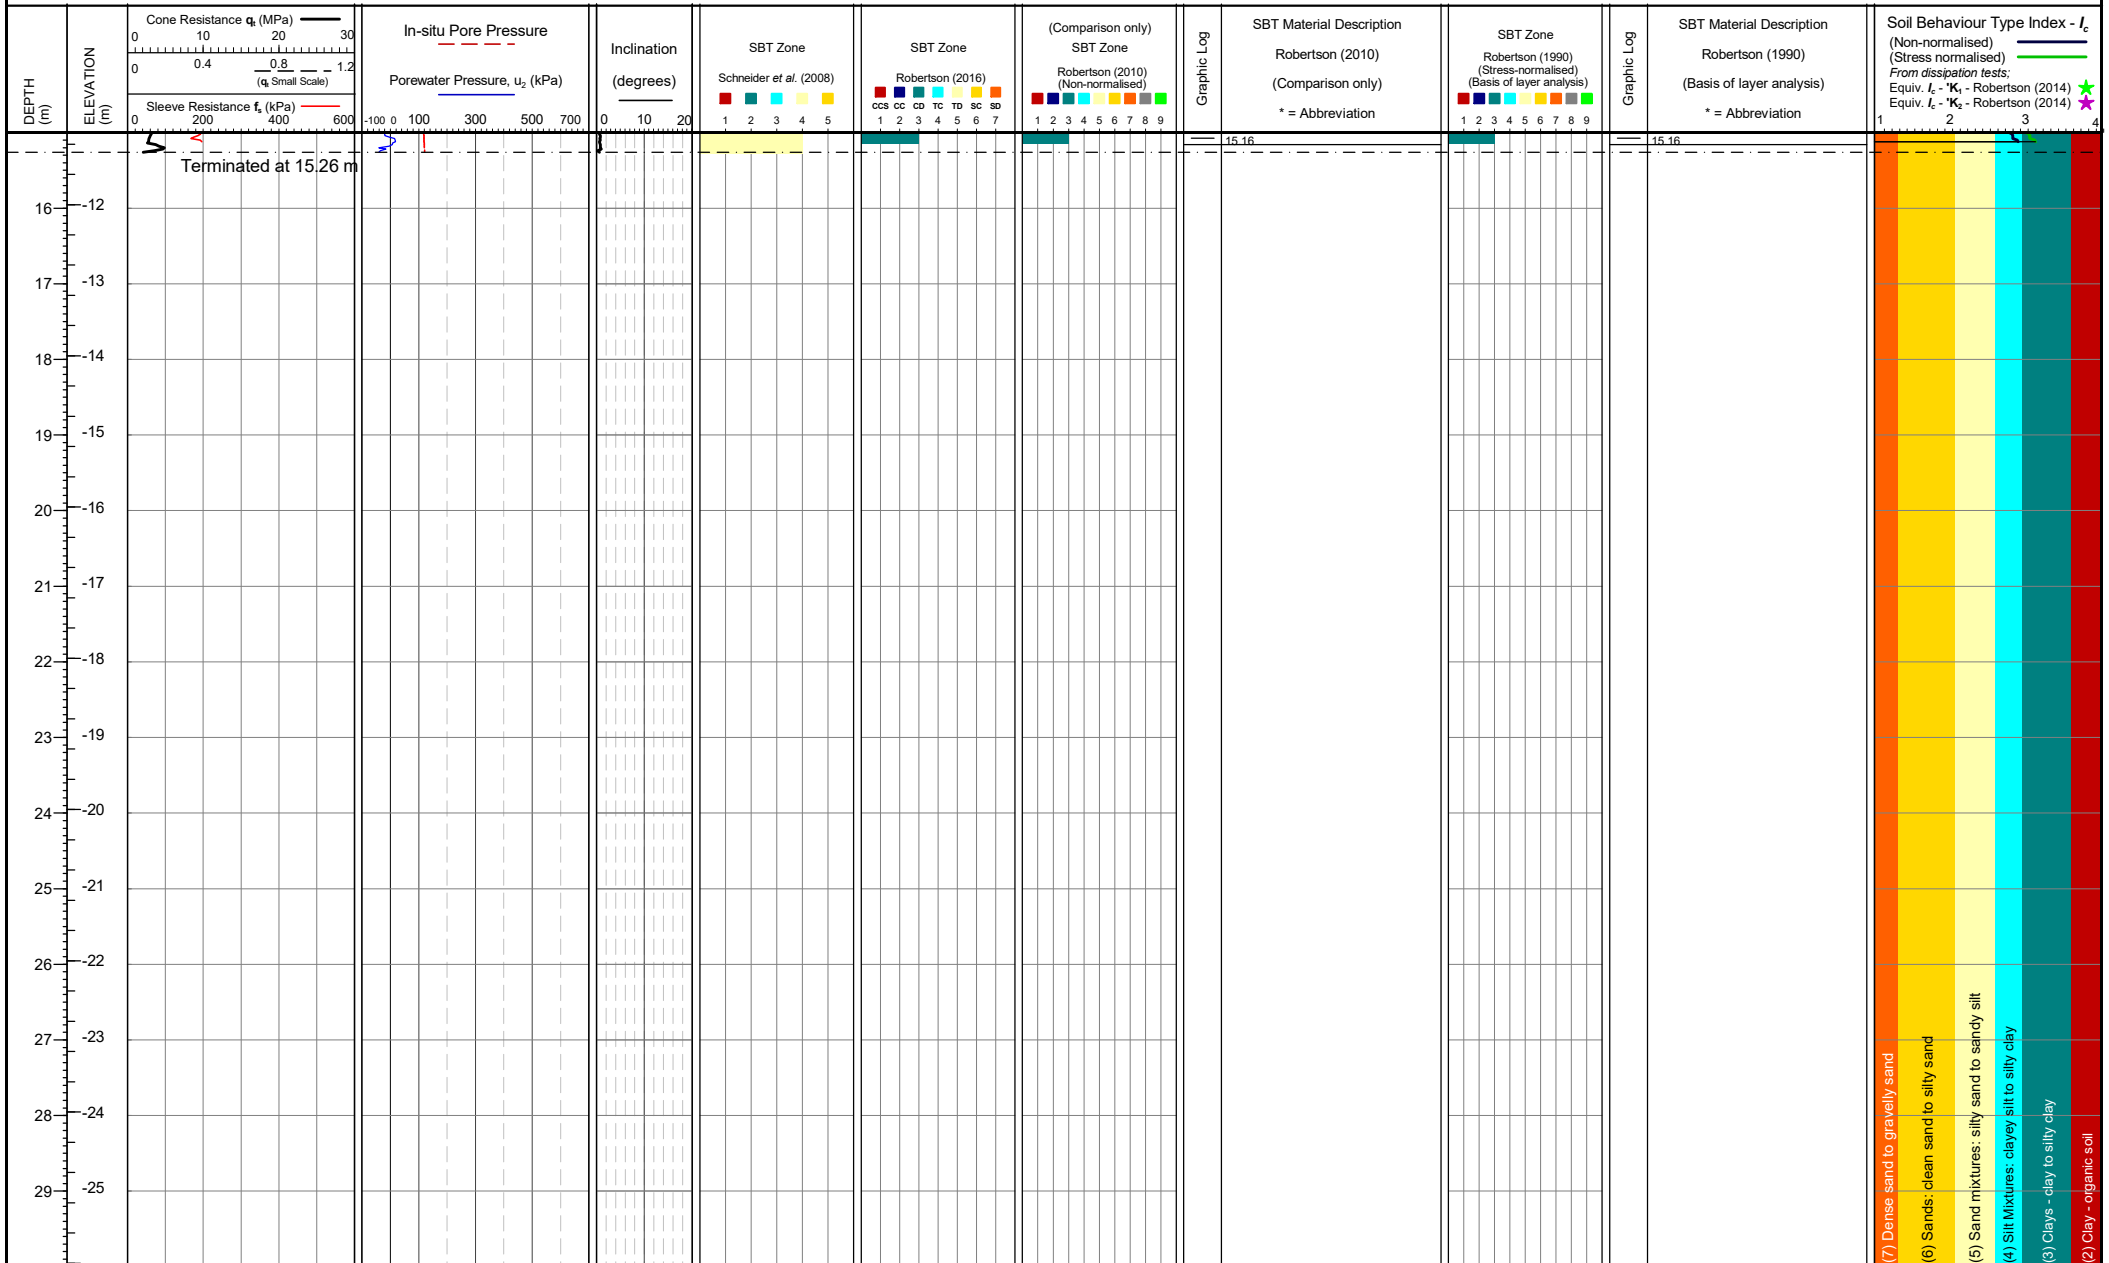 DEPTH
(m)
ELEVATION
(m)
Cone Resistance qt (MPa)
0 10 20 30
0 0.4 0.8 1.2
(qt Small Scale)
Sleeve Resistance fs (kPa)
0 200 400 600
In-situ Pore Pressure
Porewater Pressure, u2 (kPa)
-100 0 100 300 500 700
Inclination
(degrees)
0 10 20
SBT Zone
Schneider et al. (2008)
1 2 3 4 5
SBT Zone
Robertson (2016)
CCS CC CD TC TD SC SD
1 2 3 4 5 6 7
(Comparison only)
SBT Zone
Robertson (2010)
(Non-normalised)
1 2 3 4 5 6 7 8 9
Graphic Log
SBT Material Description
Robertson (2010)
(Comparison only)
* = Abbreviation
SBT Zone
Robertson (1990)
(Stress-normalised)
(Basis of layer analysis)
1 2 3 4 5 6 7 8 9
Graphic Log
SBT Material Description
Robertson (1990)
(Basis of layer analysis)
* = Abbreviation
Soil Behaviour Type Index - Ic
(Non-normalised)
(Stress normalised)
From dissipation tests;
Equiv. Ic - 'K1 - Robertson (2014)
Equiv. Ic - 'K2 - Robertson (2014)
1 2 3 4
15.16
15.16
Terminated at 15.26 m
16 -12
17 -13
18 -14
19 -15
20 -16
21 -17
22 -18
23 -19
24 -20
25 -21
26 -22
27 -23
28 -24
29 -25
(7) Dense sand to gravelly sand
(6) Sands: clean sand to silty sand
(5) Sand mixtures: silty sand to sandy silt
(4) Silt Mixtures: clayey silt to silty clay
(3) Clays - clay to silty clay
(2) Clay - organic soil